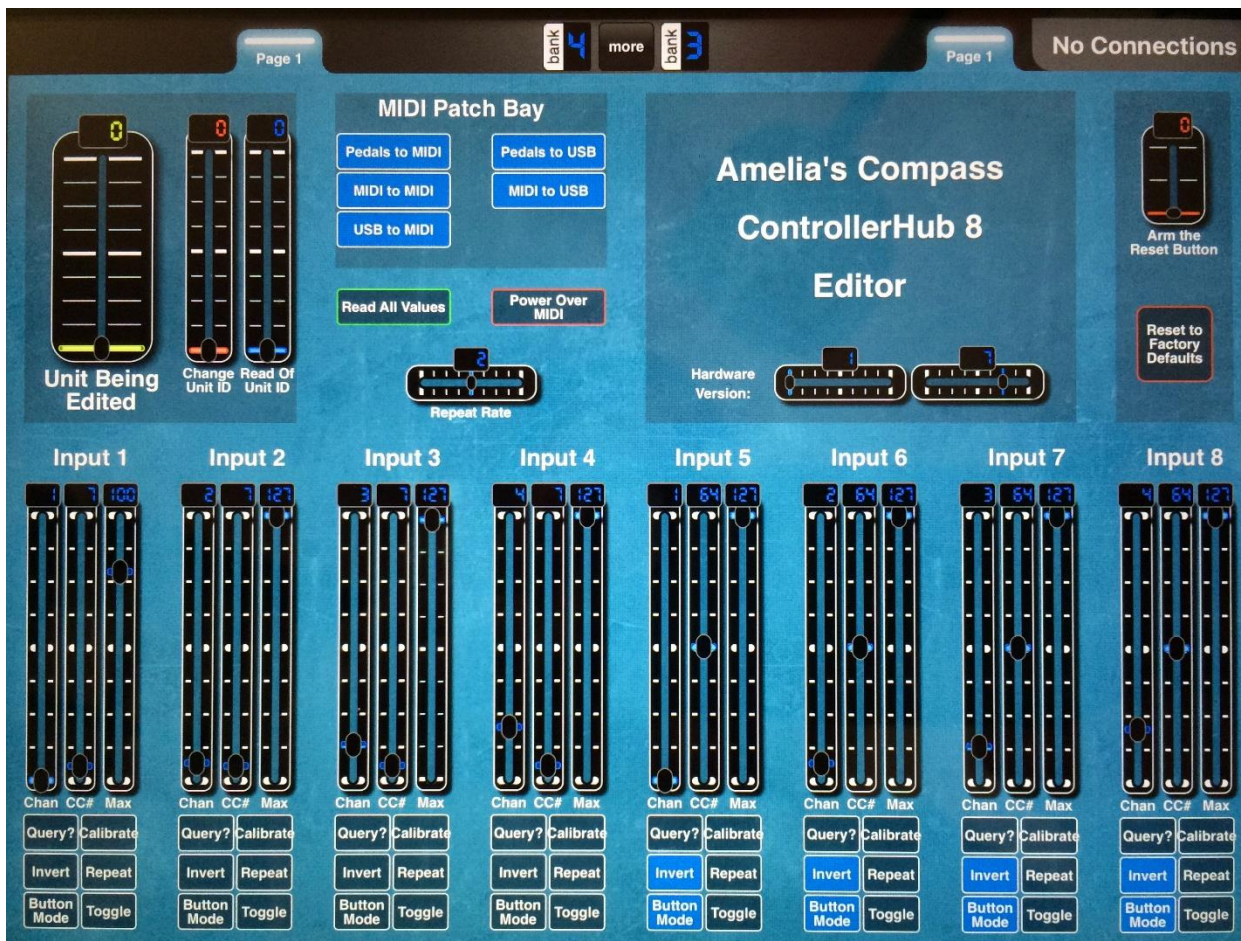 Page 1
bank
4
more
bank
3
Page 1
No Connections
0
0
0
Unit Being
Edited
Change
Unit ID
Read Of
Unit ID
MIDI Patch Bay
Pedals to MIDI
Pedals to USB
MIDI to MIDI
MIDI to USB
USB to MIDI
Read All Values
Power Over
MIDI
2
Repeat Rate
Amelia's Compass
ControllerHub 8
Editor
Hardware
Version:
1
7
0
Arm the
Reset Button
Reset to
Factory
Defaults
Input 1
Input 2
Input 3
Input 4
Input 5
Input 6
Input 7
Input 8
1 7 100
2 7 127
3 7 127
4 7 127
1 64 127
2 64 127
3 64 127
4 64 127
Chan CC# Max
Chan CC# Max
Chan CC# Max
Chan CC# Max
Chan CC# Max
Chan CC# Max
Chan CC# Max
Chan CC# Max
Query? Calibrate
Query? Calibrate
Query? Calibrate
Query? Calibrate
Query? Calibrate
Query? Calibrate
Query? Calibrate
Query? Calibrate
Invert Repeat
Invert Repeat
Invert Repeat
Invert Repeat
Invert Repeat
Invert Repeat
Invert Repeat
Invert Repeat
Button
Mode
Toggle
Button
Mode
Toggle
Button
Mode
Toggle
Button
Mode
Toggle
Button
Mode
Toggle
Button
Mode
Toggle
Button
Mode
Toggle
Button
Mode
Toggle